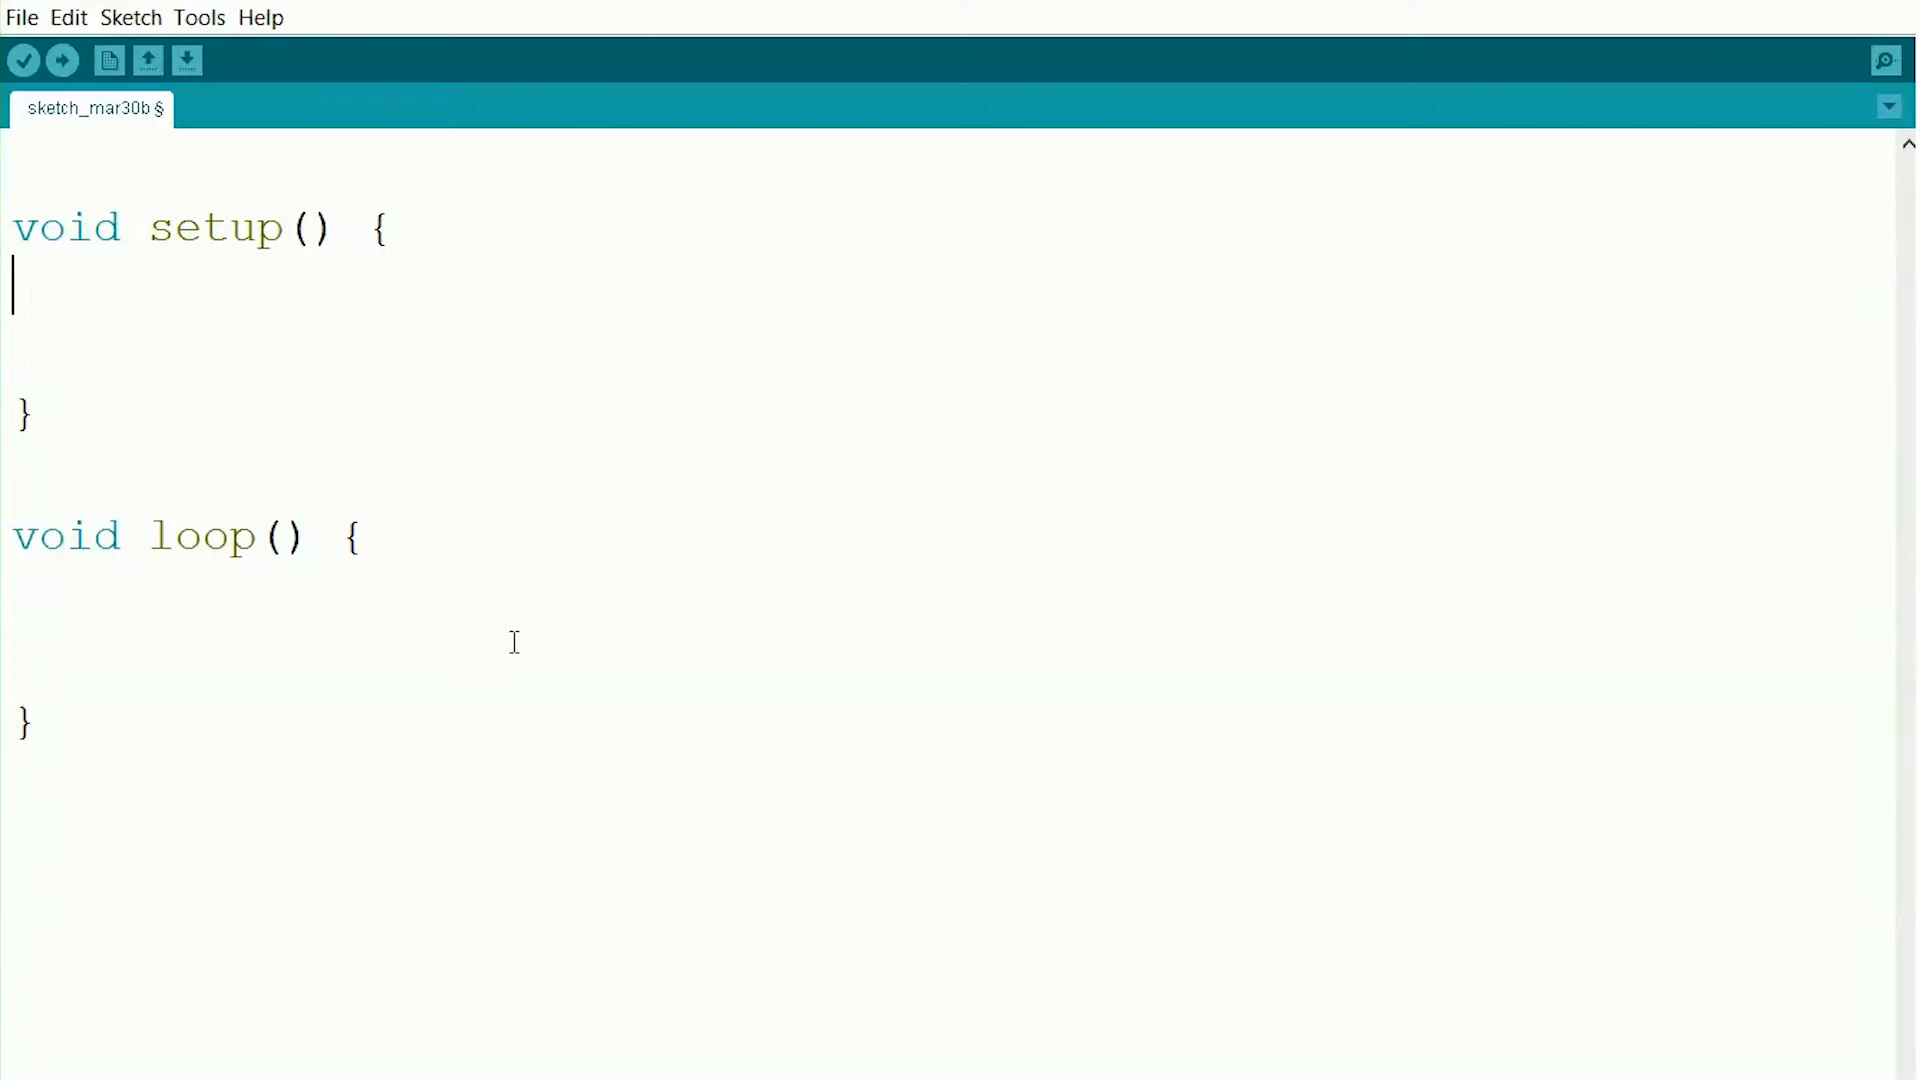 File Edit Sketch Tools Help
sketch_mar30b §
void setup() {
}
void loop() {
}